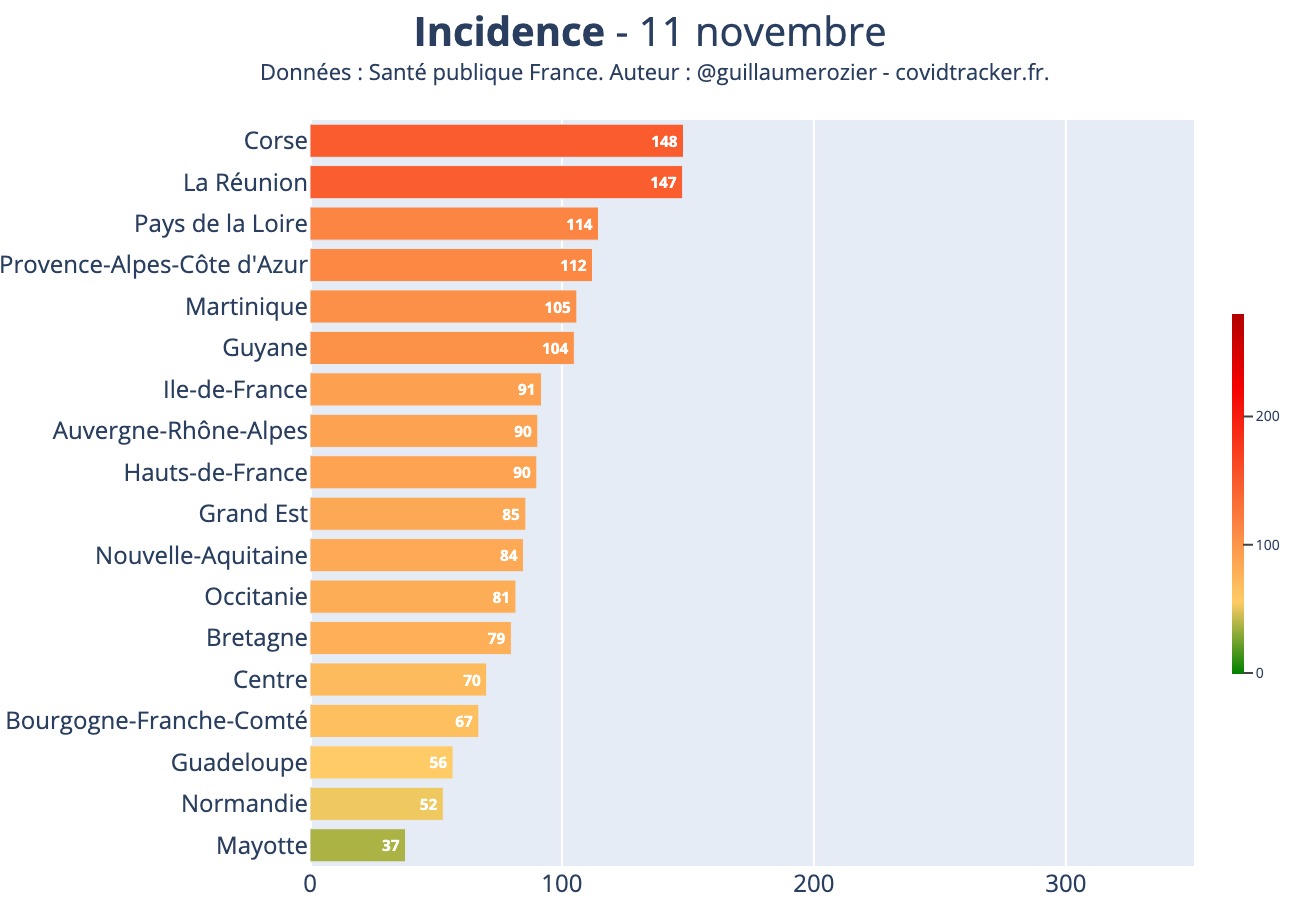 Incidence - 11 novembre
Données : Santé publique France. Auteur : @guillaumerozier - covidtracker.fr.
Corse 148
La Réunion 147
Pays de la Loire 114
Provence-Alpes-Côte d'Azur 112
Martinique 105
Guyane 104
Ile-de-France 91
Auvergne-Rhône-Alpes 90
Hauts-de-France 90
Grand Est 85
Nouvelle-Aquitaine 84
Occitanie 81
Bretagne 79
Centre 70
Bourgogne-Franche-Comté 67
Guadeloupe 56
Normandie 52
Mayotte 37
0 100 200 300
200
100
0